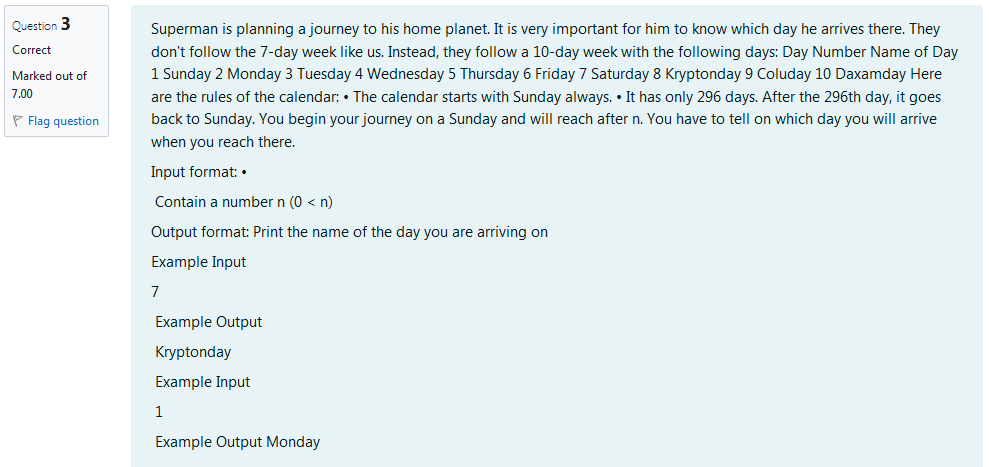 Question 3
Correct
Marked out of
7.00
Flag question
Superman is planning a journey to his home planet. It is very important for him to know which day he arrives there. They
don't follow the 7-day week like us. Instead, they follow a 10-day week with the following days: Day Number Name of Day
1 Sunday 2 Monday 3 Tuesday 4 Wednesday 5 Thursday 6 Friday 7 Saturday 8 Kryptonday 9 Coluday 10 Daxamday Here
are the rules of the calendar: • The calendar starts with Sunday always. • It has only 296 days. After the 296th day, it goes
back to Sunday. You begin your journey on a Sunday and will reach after n. You have to tell on which day you will arrive
when you reach there.
Input format: •
Contain a number n (0 < n)
Output format: Print the name of the day you are arriving on
Example Input
7
Example Output
Kryptonday
Example Input
1
Example Output Monday